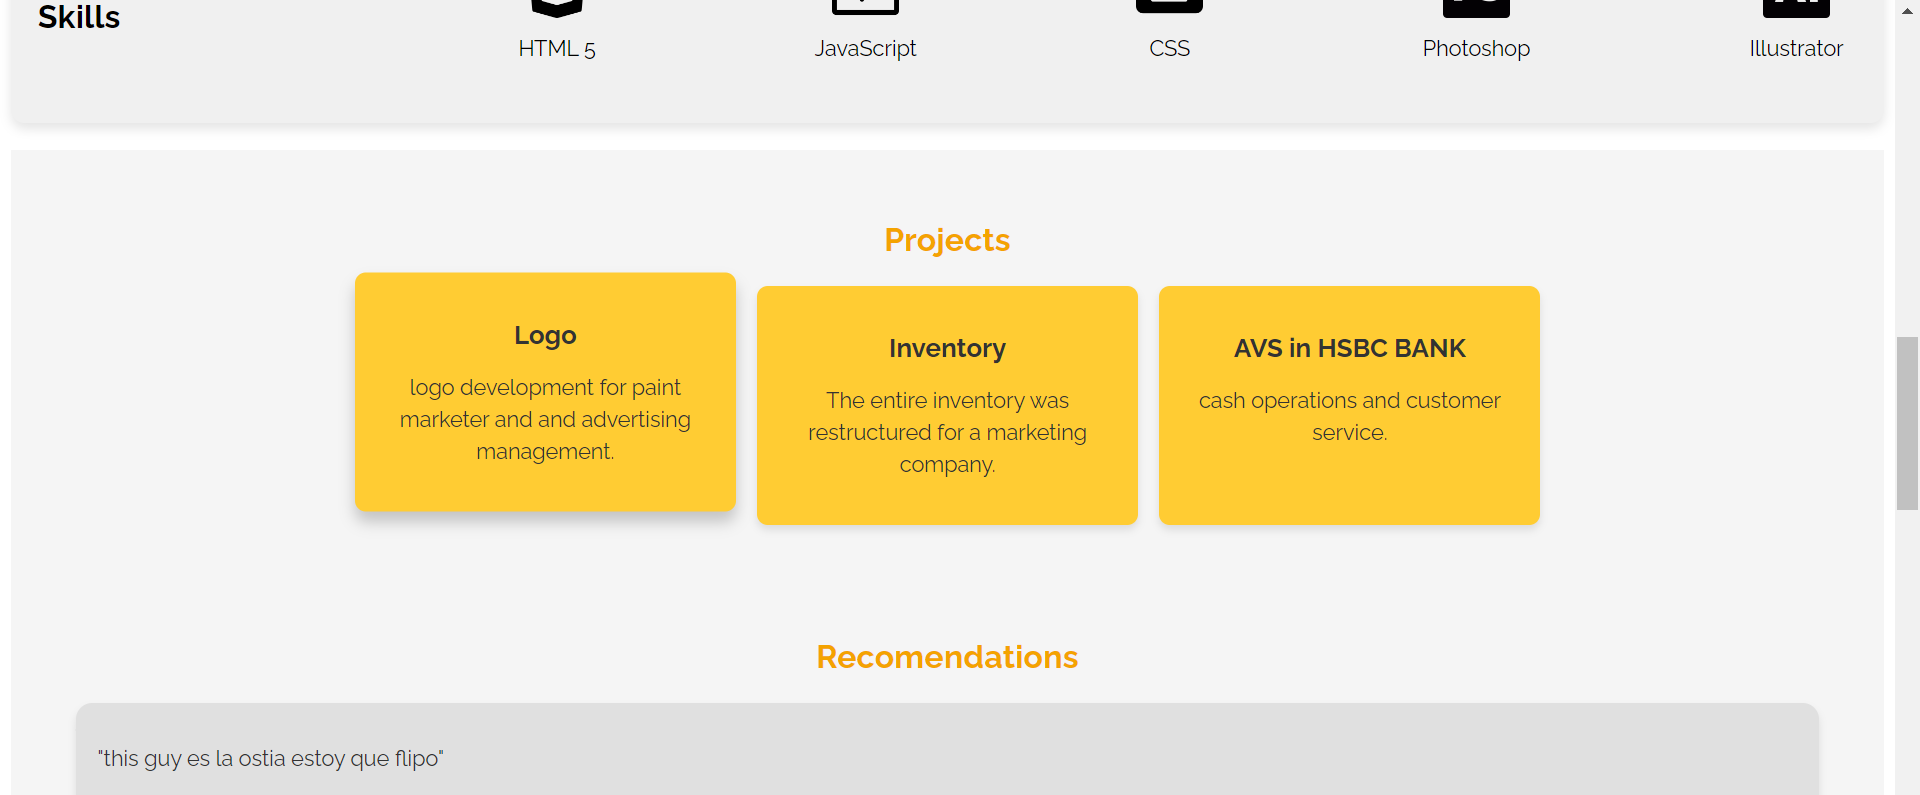 Skills
HTML 5
JavaScript
CSS
Photoshop
Illustrator
Projects
Logo
logo development for paint
marketer and and advertising
management.
Inventory
The entire inventory was
restructured for a marketing
company.
AVS in HSBC BANK
cash operations and customer
service.
Recomendations
"this guy es la ostia estoy que flipo"